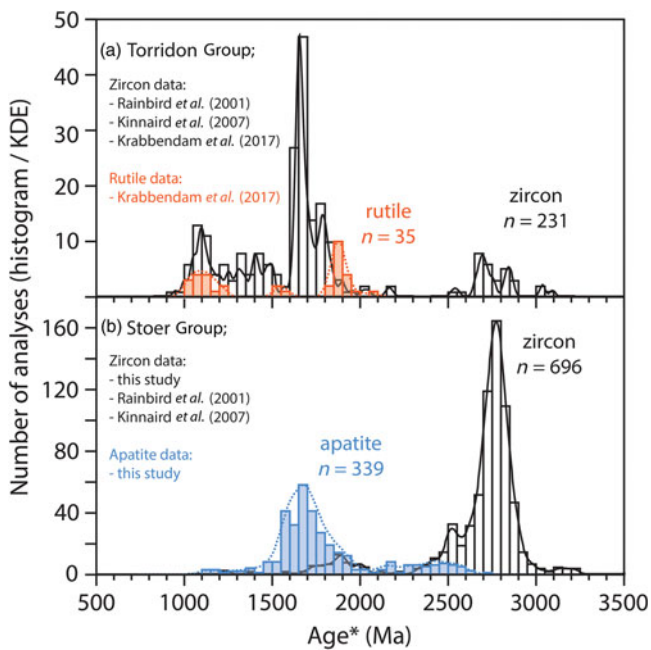 50
(a) Torridon Group;
Zircon data:
- Rainbird et al. (2001)
- Kinnaird et al. (2007)
- Krabbendam et al. (2017)
Rutile data:
- Krabbendam et al. (2017)
rutile
n = 35
zircon
n = 231
40
30
20
10
(b) Stoer Group;
Zircon data:
- this study
- Rainbird et al. (2001)
- Kinnaird et al. (2007)
Apatite data:
- this study
apatite
n = 339
zircon
n = 696
160
120
80
40
0
Number of analyses (histogram / KDE)
500 1000 1500 2000 2500 3000 3500
Age* (Ma)